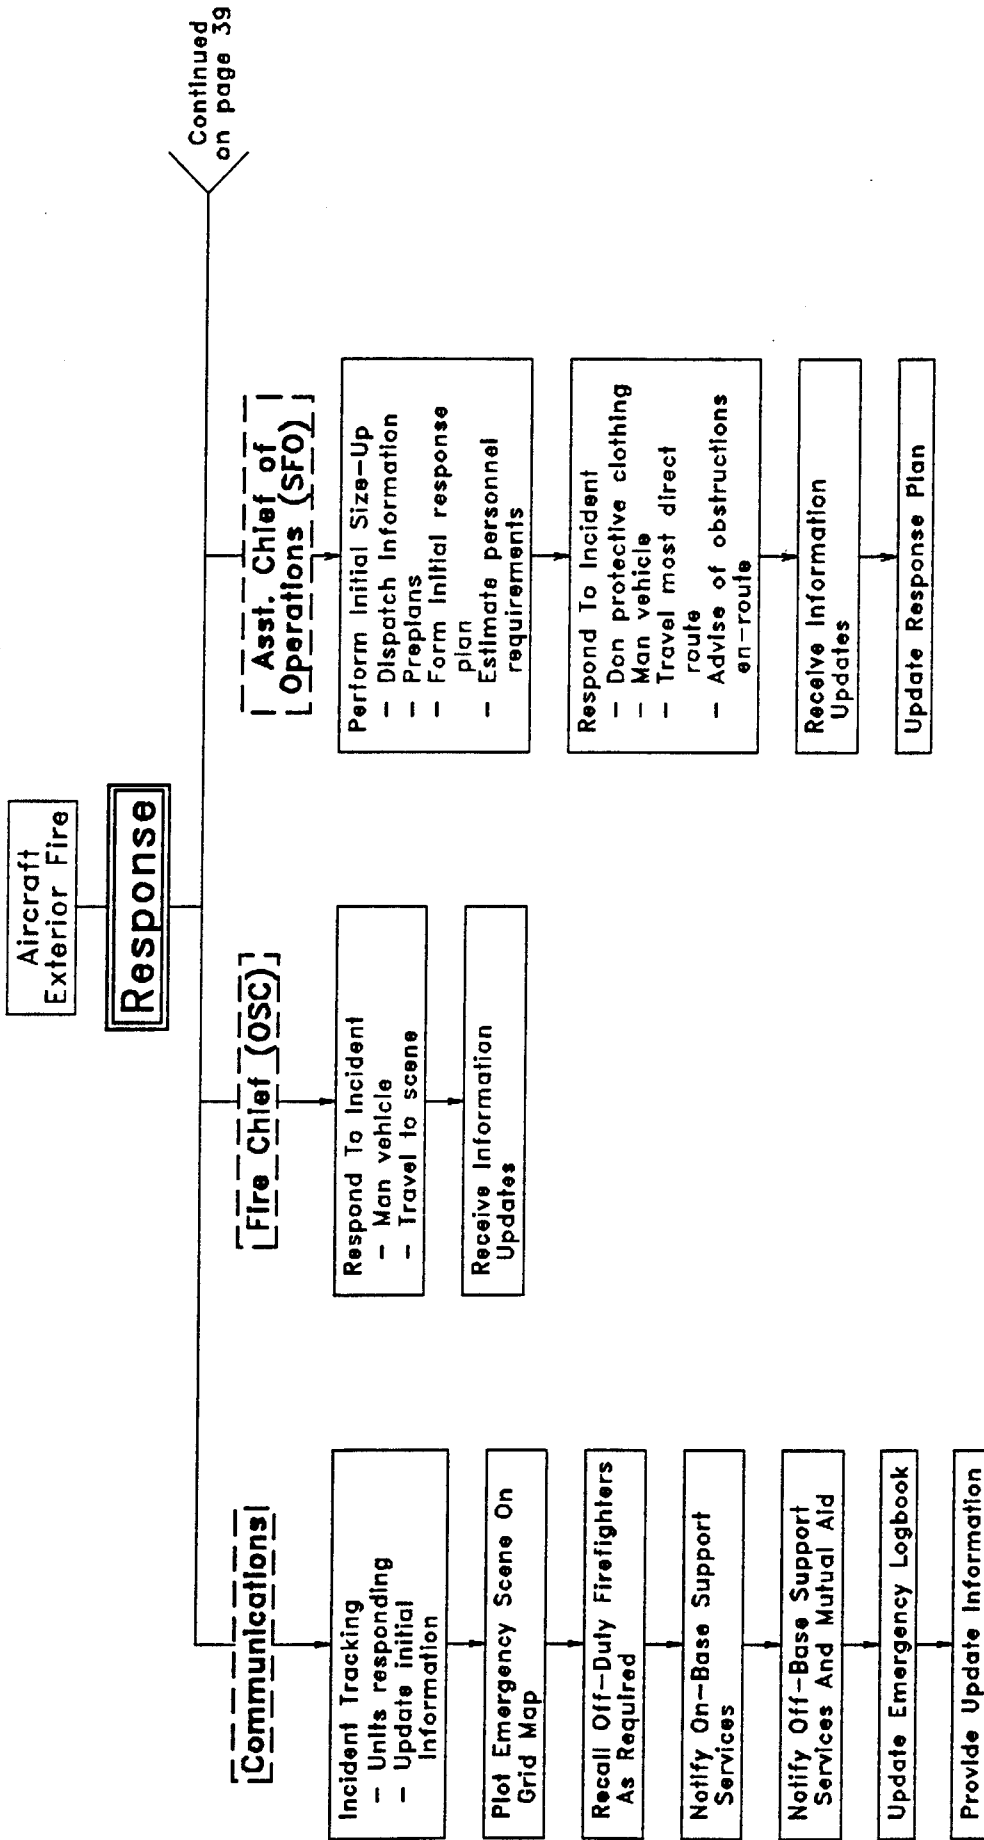 Aircraft
Exterior Fire
Response
Continued
on page 39
Communications
Incident Tracking
- Units responding
- Update initial
Information
Plot Emergency Scene On
Grid Map
Recall Off-Duty Firefighters
As Required
Notify On-Base Support
Services
Notify Off-Base Support
Services And Mutual Aid
Update Emergency Logbook
Provide Update Information
Fire Chief (OSC)
Respond To Incident
- Man vehicle
- Travel to scene
Receive Information
Updates
Asst. Chief of
Operations (SFO)
Perform Initial Size-Up
- Dispatch Information
- Preplans
- Form Initial response
plan
- Estimate personnel
requirements
Respond To Incident
- Don protective clothing
- Man vehicle
- Travel most direct
route
- Advise of obstructions
en-route
Receive Information
Updates
Update Response Plan